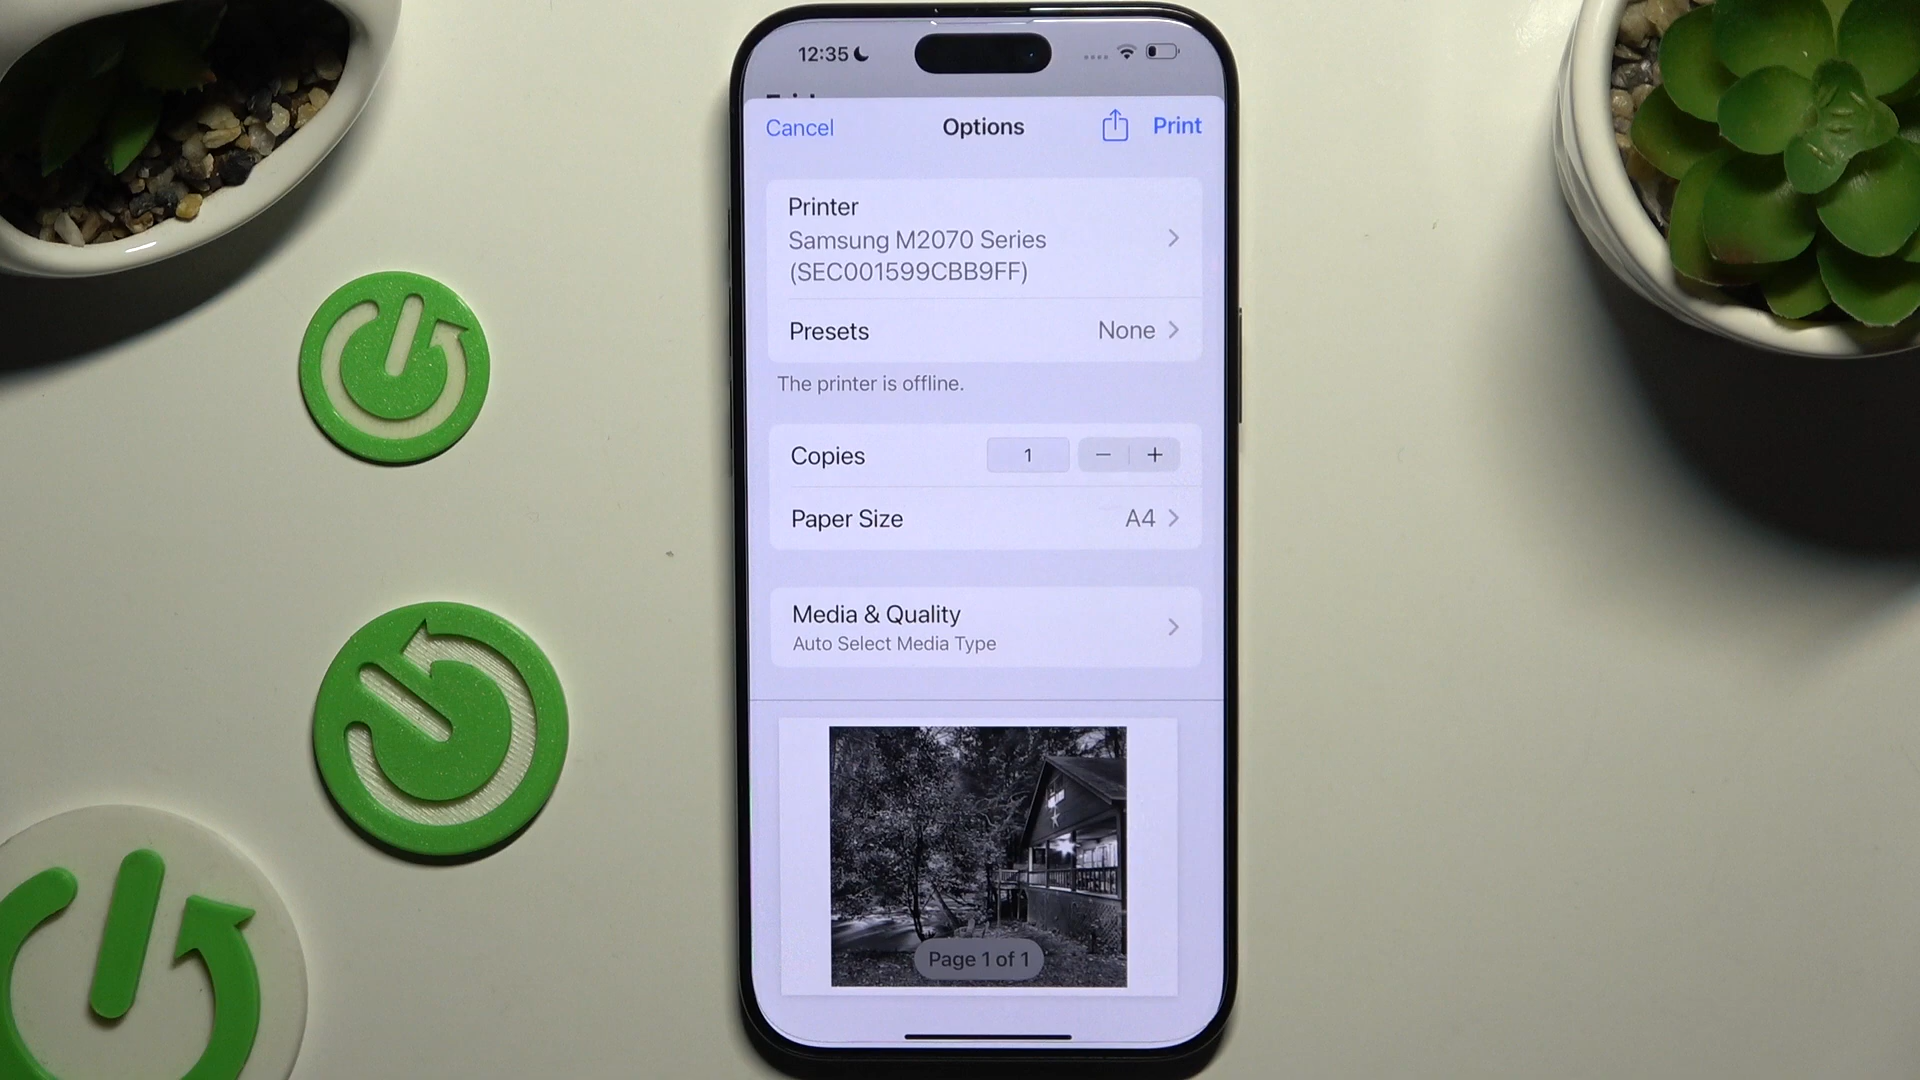 12:35
Cancel
Options
Print
Printer
Samsung M2070 Series
(SEC001599CBB9FF)
Presets
None
The printer is offline.
Copies
1
− +
Paper Size
A4
Media & Quality
Auto Select Media Type
Page 1 of 1